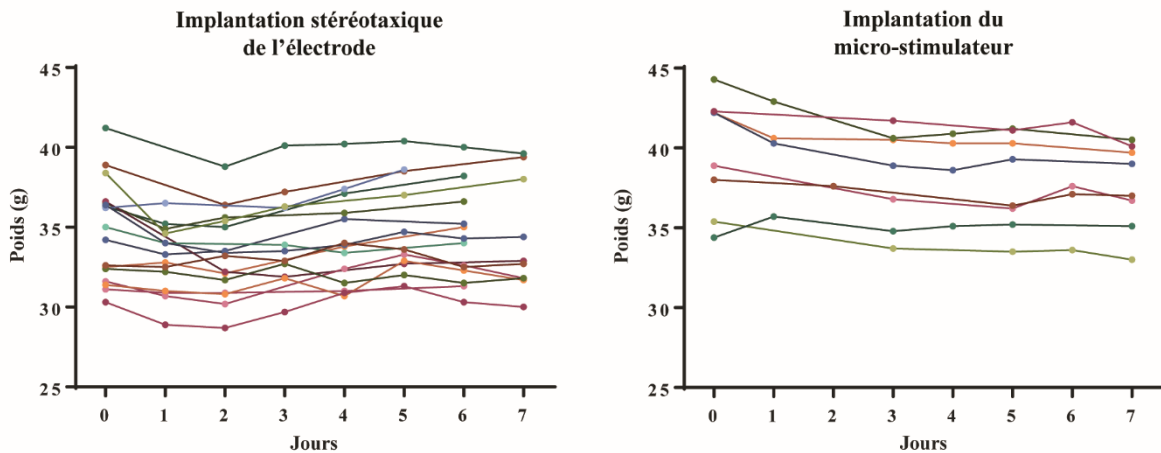 Implantation stéréotaxique
de l’électrode
45
40
35
30
25
Poids (g)
0 1 2 3 4 5 6 7
Jours
Implantation du
micro-stimulateur
45
40
35
30
25
Poids (g)
0 1 2 3 4 5 6 7
Jours